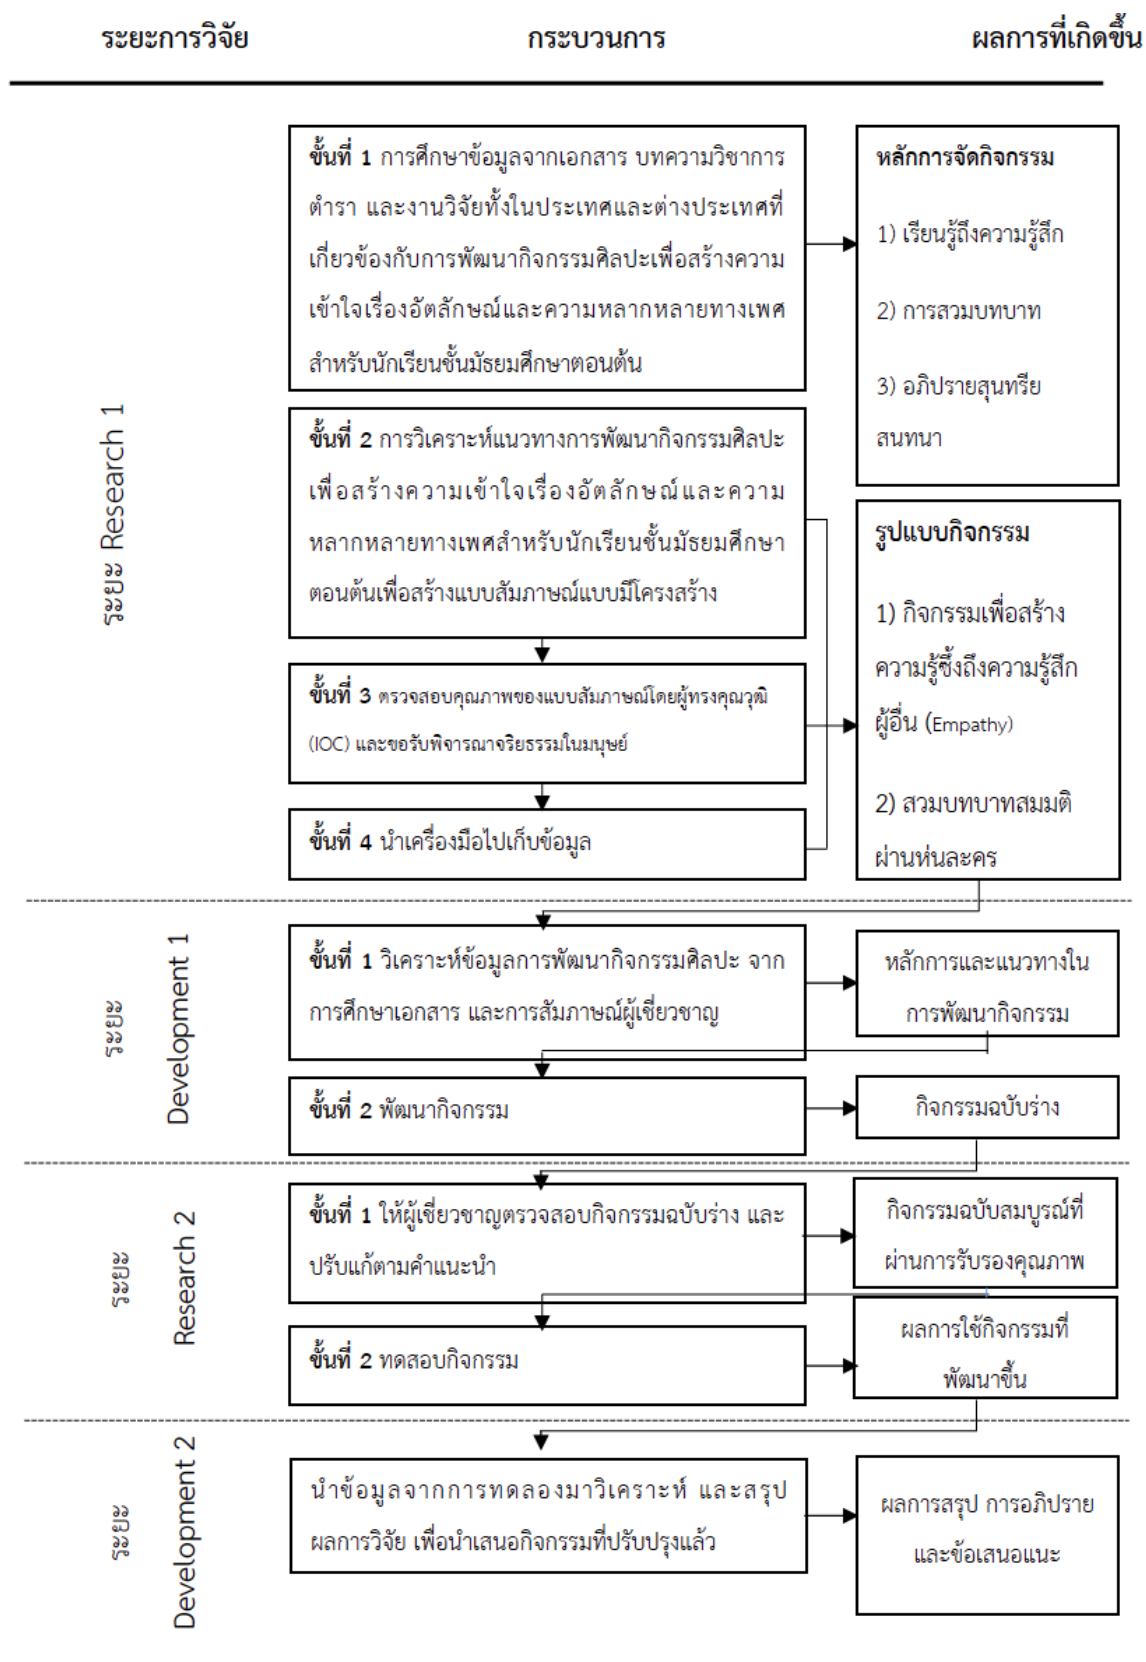 ระยะการวิจัย
กระบวนการ
ผลการที่เกิดขึ้น
ระยะ Research 1
ขั้นที่ 1 การศึกษาข้อมูลจากเอกสาร บทความวิชาการ
ตำรา และงานวิจัยทั้งในประเทศและต่างประเทศที่
เกี่ยวข้องกับการพัฒนากิจกรรมศิลปะเพื่อสร้างความ
เข้าใจเรื่องอัตลักษณ์และความหลากหลายทางเพศ
สำหรับนักเรียนชั้นมัธยมศึกษาตอนต้น
หลักการจัดกิจกรรม
1) เรียนรู้ถึงความรู้สึก
2) การสวมบทบาท
3) อภิปรายสุนทรีย
สนทนา
ขั้นที่ 2 การวิเคราะห์แนวทางการพัฒนากิจกรรมศิลปะ
เพื่อสร้างความเข้าใจเรื่องอัตลักษณ์และความ
หลากหลายทางเพศสำหรับนักเรียนชั้นมัธยมศึกษา
ตอนต้นเพื่อสร้างแบบสัมภาษณ์แบบมีโครงสร้าง
ขั้นที่ 3 ตรวจสอบคุณภาพของแบบสัมภาษณ์โดยผู้ทรงคุณวุฒิ
(IOC) และขอรับพิจารณาจริยธรรมในมนุษย์
ขั้นที่ 4 นำเครื่องมือไปเก็บข้อมูล
รูปแบบกิจกรรม
1) กิจกรรมเพื่อสร้าง
ความรู้ซึ้งถึงความรู้สึก
ผู้อื่น (Empathy)
2) สวมบทบาทสมมติ
ผ่านห่นละคร
ระยะ
Development 1
ขั้นที่ 1 วิเคราะห์ข้อมูลการพัฒนากิจกรรมศิลปะ จาก
การศึกษาเอกสาร และการสัมภาษณ์ผู้เชี่ยวชาญ
หลักการและแนวทางใน
การพัฒนากิจกรรม
ขั้นที่ 2 พัฒนากิจกรรม
กิจกรรมฉบับร่าง
ระยะ
Research 2
ขั้นที่ 1 ให้ผู้เชี่ยวชาญตรวจสอบกิจกรรมฉบับร่าง และ
ปรับแก้ตามคำแนะนำ
กิจกรรมฉบับสมบูรณ์ที่
ผ่านการรับรองคุณภาพ
ขั้นที่ 2 ทดสอบกิจกรรม
ผลการใช้กิจกรรมที่
พัฒนาขึ้น
ระยะ
Development 2
นำข้อมูลจากการทดลองมาวิเคราะห์ และสรุป
ผลการวิจัย เพื่อนำเสนอกิจกรรมที่ปรับปรุงแล้ว
ผลการสรุป การอภิปราย
และข้อเสนอแนะ